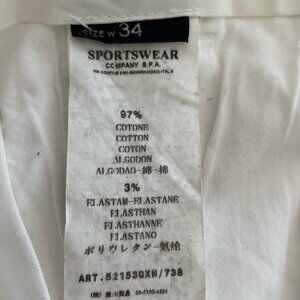 SIZE W 34
SPORTSWEAR
COMPANY S.P.A.
97%
COTONE
COTTON
COTON
ALGODON
ALGODAO-綿-棉
3%
ELASTAM-ELASTANE
ELASTHAN
ELASTHANNE
ELASTANO
ポリウレタン-氨纶
ART. 52153QXM/738